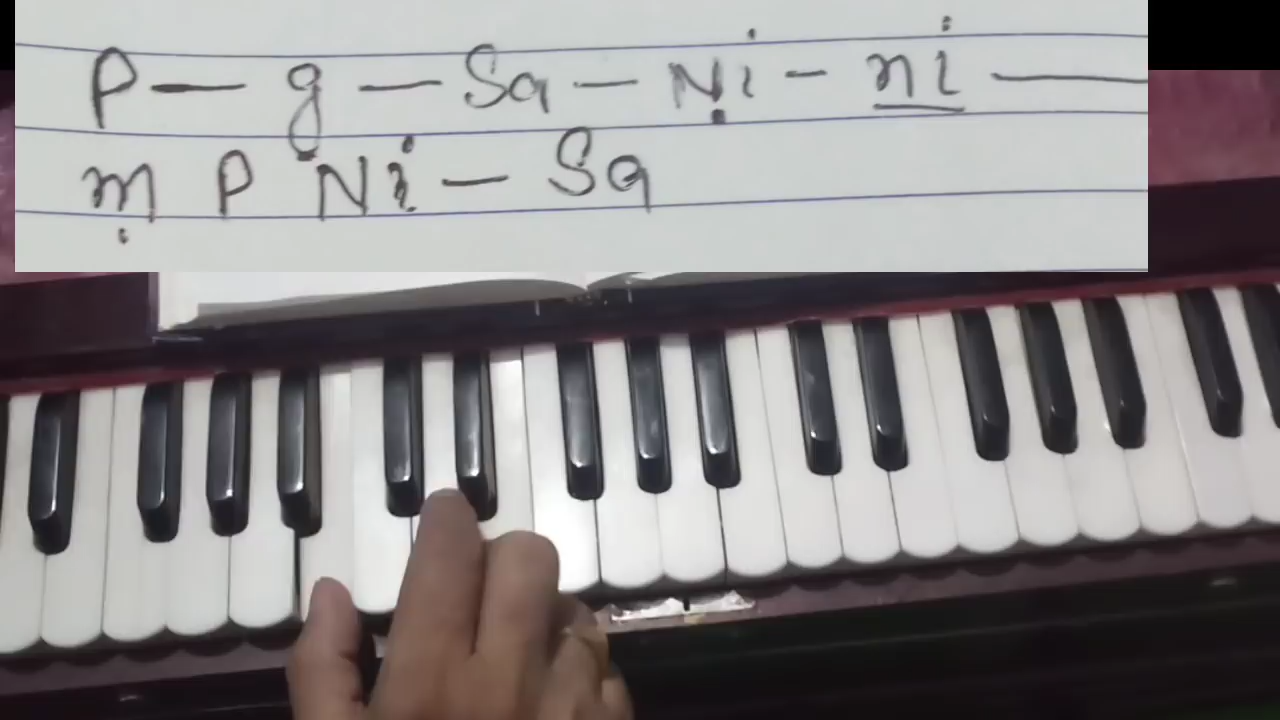 P — g — Sa — Ni — ni —
m P Ni — Sa